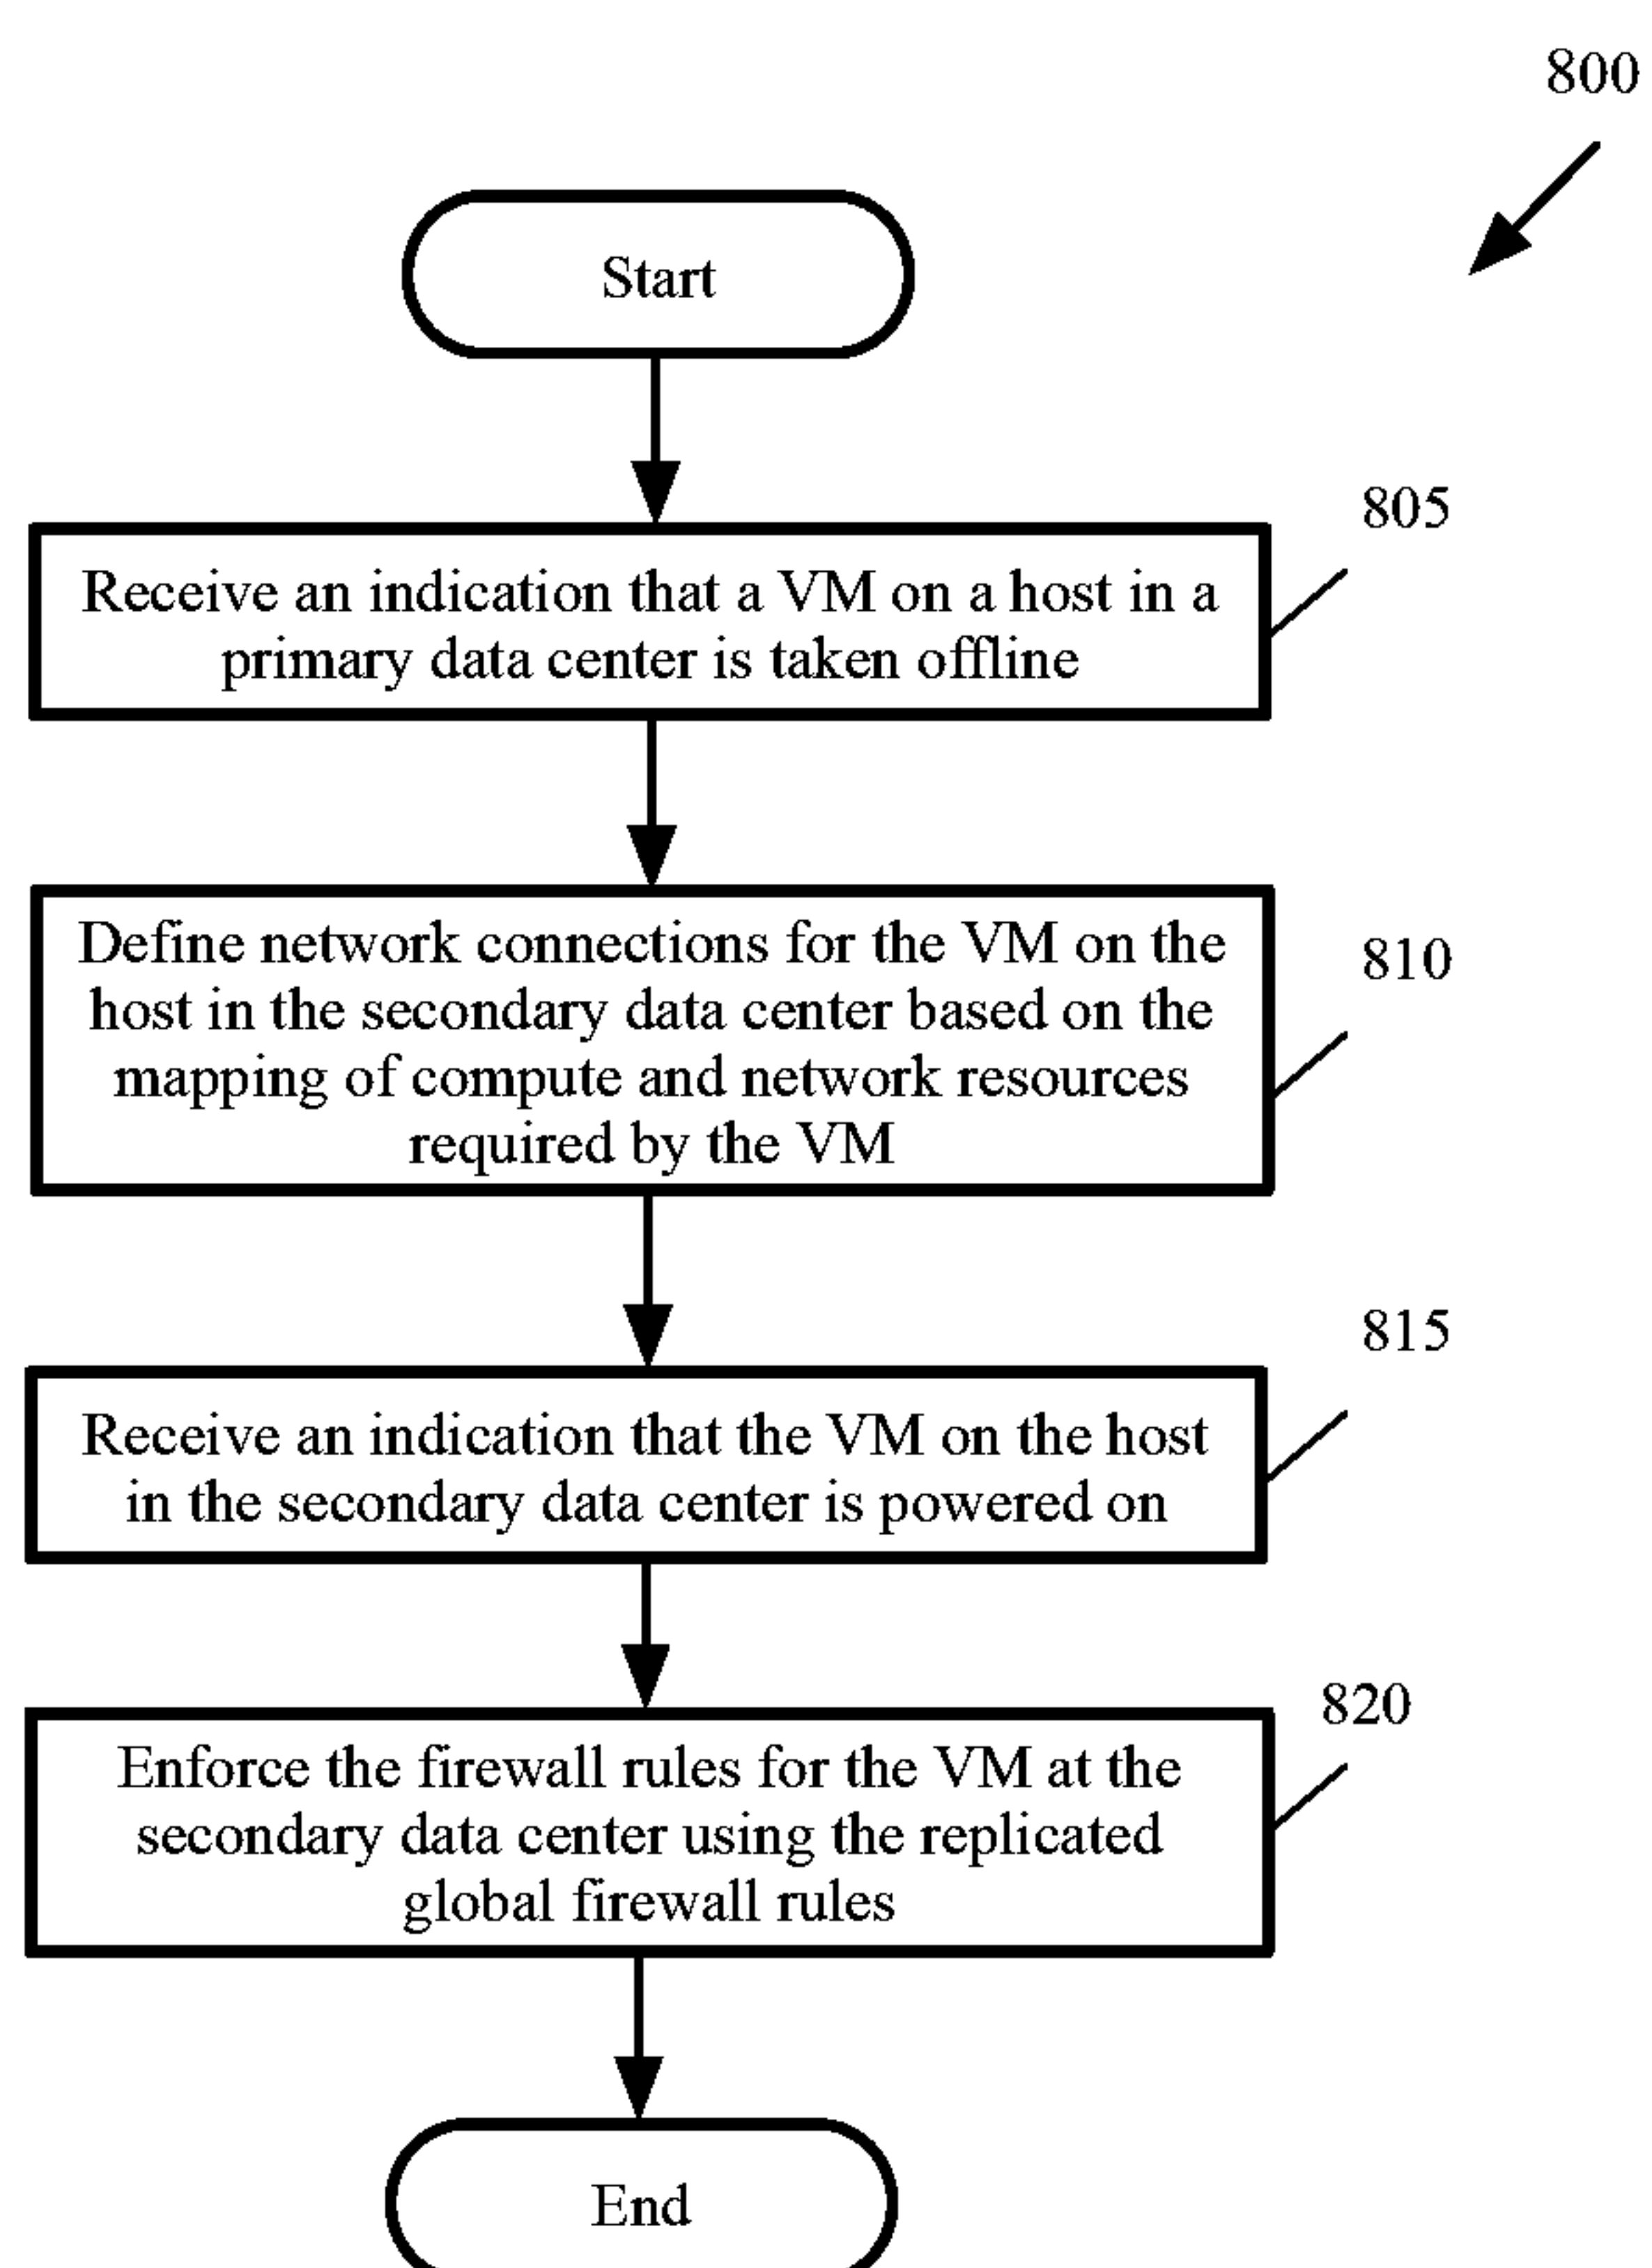 800
Start
805
Receive an indication that a VM on a host in a
primary data center is taken offline
810
Define network connections for the VM on the
host in the secondary data center based on the
mapping of compute and network resources
required by the VM
815
Receive an indication that the VM on the host
in the secondary data center is powered on
820
Enforce the firewall rules for the VM at the
secondary data center using the replicated
global firewall rules
End